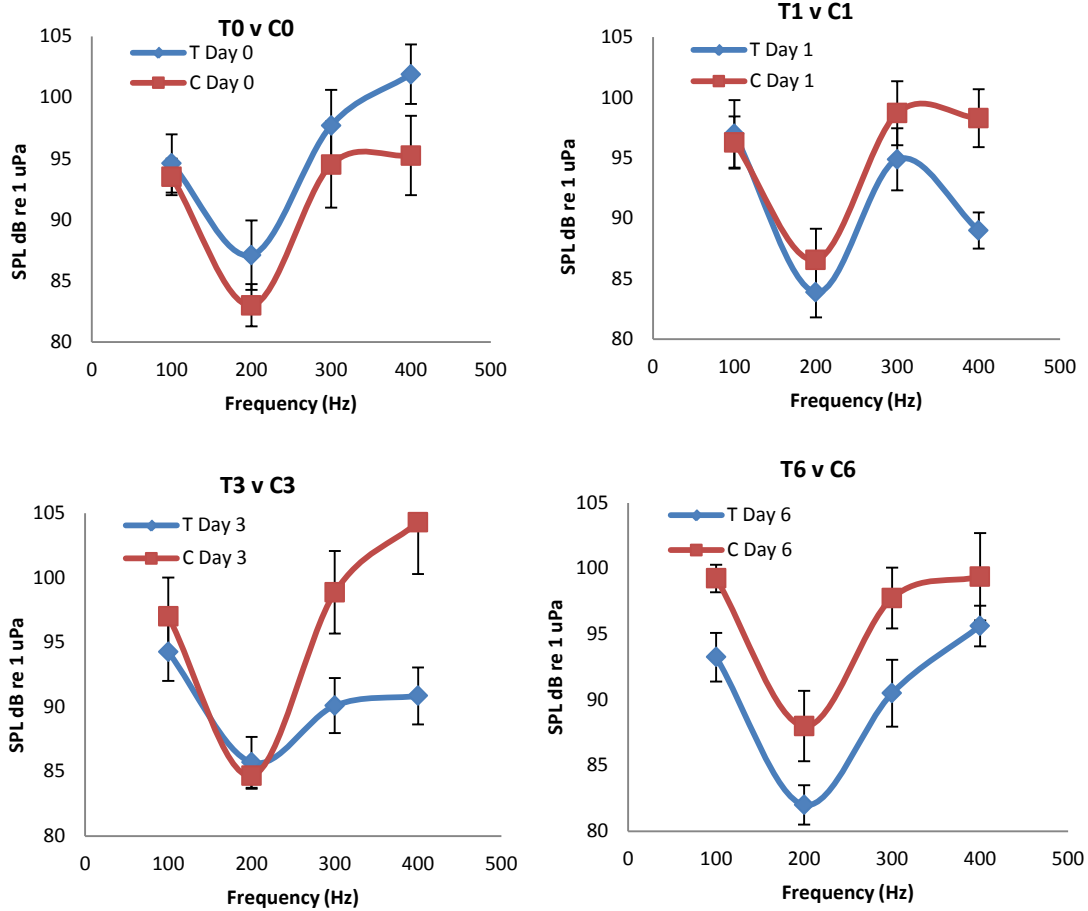 T0 v C0
T Day 0
C Day 0
SPL dB re 1 uPa
105
100
95
90
85
80
0 100 200 300 400 500
Frequency (Hz)
T1 v C1
T Day 1
C Day 1
SPL dB re 1 uPa
105
100
95
90
85
80
0 100 200 300 400 500
Frequency (Hz)
T3 v C3
T Day 3
C Day 3
SPL dB re 1 uPa
105
100
95
90
85
80
0 100 200 300 400 500
Frequency (Hz)
T6 v C6
T Day 6
C Day 6
SPL dB re 1 uPa
105
100
95
90
85
80
0 100 200 300 400 500
Frequency (Hz)